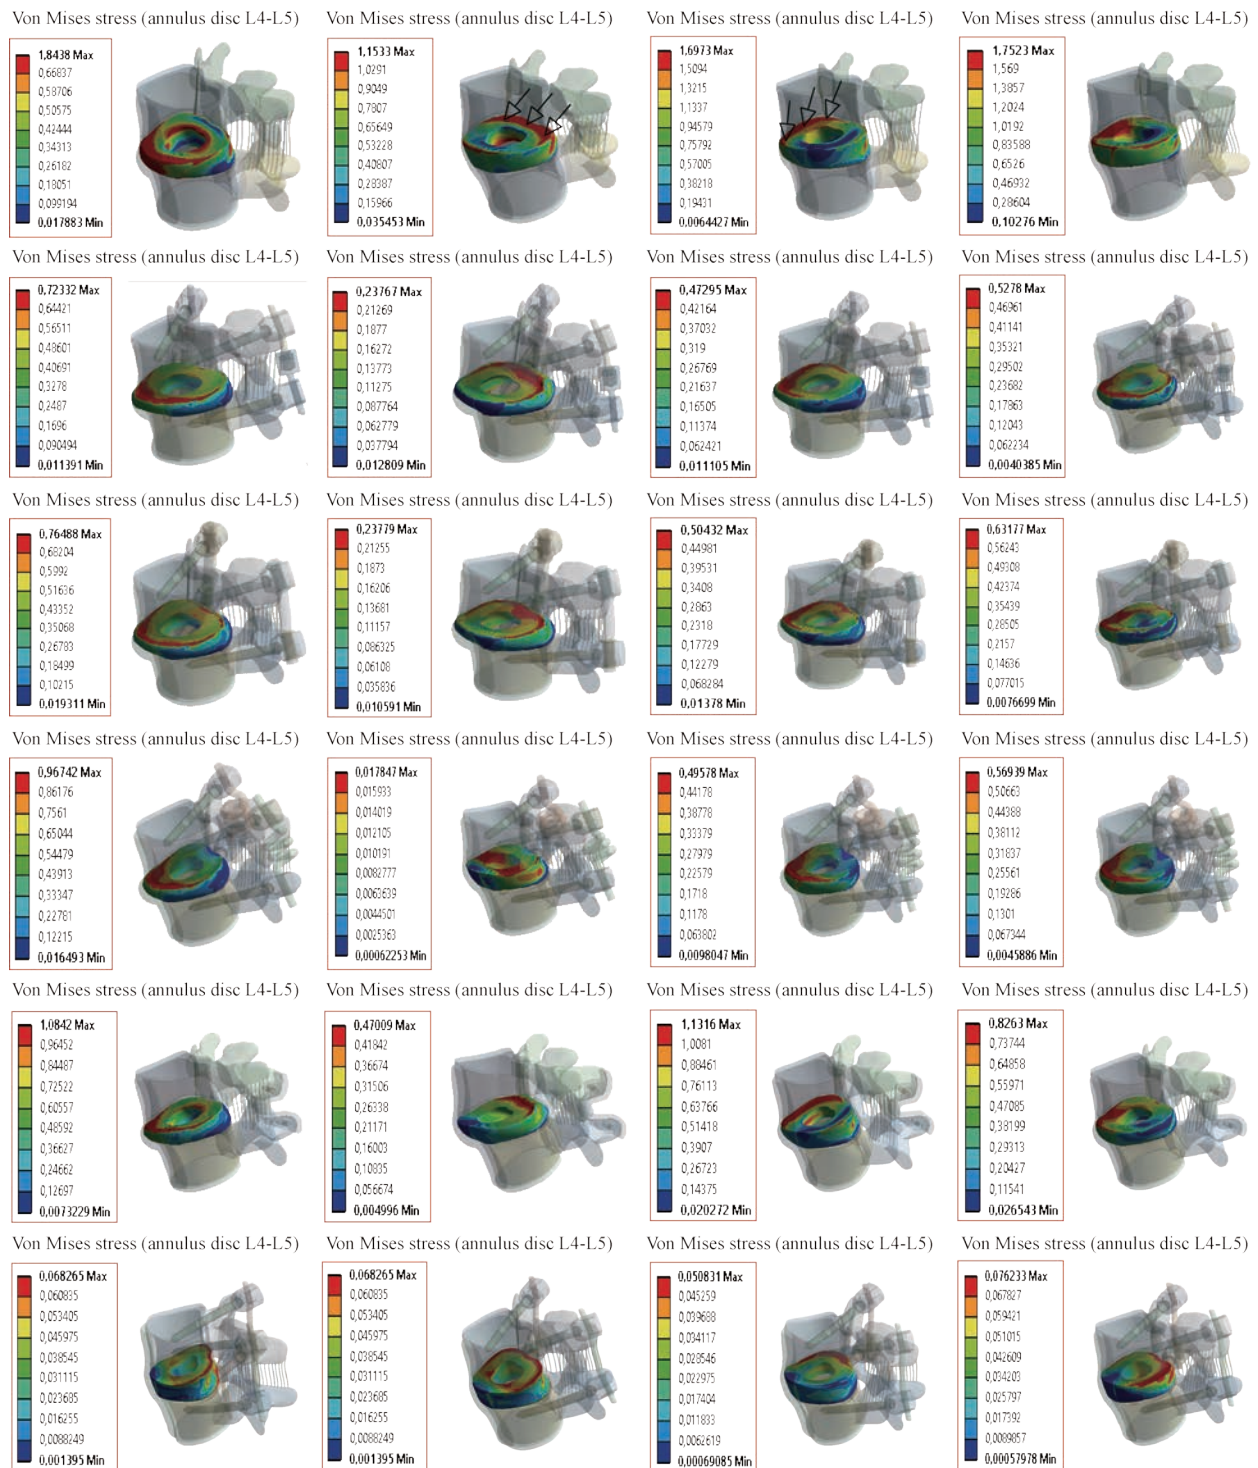 Von Mises stress (annulus disc L4-L5)
1,8438 Max
0,66837
0,58706
0,50575
0,42444
0,34313
0,26182
0,18051
0,099194
0,017883 Min
Von Mises stress (annulus disc L4-L5)
1,1533 Max
1,0291
0,9049
0,7807
0,65649
0,53228
0,40807
0,28387
0,15966
0,035453 Min
Von Mises stress (annulus disc L4-L5)
1,6973 Max
1,5094
1,3215
1,1337
0,94579
0,75792
0,57005
0,38218
0,19431
0,0064427 Min
Von Mises stress (annulus disc L4-L5)
1,7523 Max
1,569
1,3857
1,2024
1,0192
0,83588
0,6526
0,46932
0,28604
0,10276 Min
Von Mises stress (annulus disc L4-L5)
0,72332 Max
0,64421
0,56511
0,48601
0,40691
0,3278
0,2487
0,1696
0,090494
0,011391 Min
Von Mises stress (annulus disc L4-L5)
0,23767 Max
0,21269
0,1877
0,16272
0,13773
0,11275
0,087764
0,062779
0,037794
0,012809 Min
Von Mises stress (annulus disc L4-L5)
0,47295 Max
0,42164
0,37032
0,319
0,26769
0,21637
0,16505
0,11374
0,062421
0,011105 Min
Von Mises stress (annulus disc L4-L5)
0,5278 Max
0,46961
0,41141
0,35321
0,29502
0,23682
0,17863
0,12043
0,062234
0,0040385 Min
Von Mises stress (annulus disc L4-L5)
0,76488 Max
0,68204
0,5992
0,51636
0,43352
0,35068
0,26783
0,18499
0,10215
0,019311 Min
Von Mises stress (annulus disc L4-L5)
0,23779 Max
0,21255
0,1873
0,16206
0,13681
0,11157
0,086325
0,06108
0,035836
0,010591 Min
Von Mises stress (annulus disc L4-L5)
0,50432 Max
0,44981
0,39531
0,3408
0,2863
0,2318
0,17729
0,12279
0,068284
0,01378 Min
Von Mises stress (annulus disc L4-L5)
0,63177 Max
0,56243
0,49308
0,42374
0,35439
0,28505
0,2157
0,14636
0,077015
0,0076699 Min
Von Mises stress (annulus disc L4-L5)
0,96742 Max
0,86176
0,7561
0,65044
0,54479
0,43913
0,33347
0,22781
0,12215
0,016493 Min
Von Mises stress (annulus disc L4-L5)
0,017847 Max
0,015933
0,014019
0,012105
0,010191
0,0082777
0,0063639
0,0044501
0,0025363
0,00062253 Min
Von Mises stress (annulus disc L4-L5)
0,49578 Max
0,44178
0,38778
0,33379
0,27979
0,22579
0,1718
0,1178
0,063802
0,0098047 Min
Von Mises stress (annulus disc L4-L5)
0,56939 Max
0,50663
0,44388
0,38112
0,31837
0,25561
0,19286
0,1301
0,067344
0,0045886 Min
Von Mises stress (annulus disc L4-L5)
1,0842 Max
0,96452
0,84487
0,72522
0,60557
0,48592
0,36627
0,24662
0,12697
0,0073229 Min
Von Mises stress (annulus disc L4-L5)
0,47009 Max
0,41842
0,36674
0,31506
0,26338
0,21171
0,16003
0,10835
0,056674
0,004996 Min
Von Mises stress (annulus disc L4-L5)
1,1316 Max
1,0081
0,88461
0,76113
0,63766
0,51418
0,3907
0,26723
0,14375
0,020272 Min
Von Mises stress (annulus disc L4-L5)
0,8263 Max
0,73744
0,64858
0,55971
0,47085
0,38199
0,29313
0,20427
0,11541
0,026543 Min
Von Mises stress (annulus disc L4-L5)
0,068265 Max
0,060835
0,053405
0,045975
0,038545
0,031115
0,023685
0,016255
0,0088249
0,001395 Min
Von Mises stress (annulus disc L4-L5)
0,068265 Max
0,060835
0,053405
0,045975
0,038545
0,031115
0,023685
0,016255
0,0088249
0,001395 Min
Von Mises stress (annulus disc L4-L5)
0,050831 Max
0,045259
0,039688
0,034117
0,028546
0,022975
0,017404
0,011833
0,0062619
0,00069085 Min
Von Mises stress (annulus disc L4-L5)
0,076233 Max
0,067827
0,059421
0,051015
0,042609
0,034203
0,025797
0,017392
0,0089857
0,00057978 Min